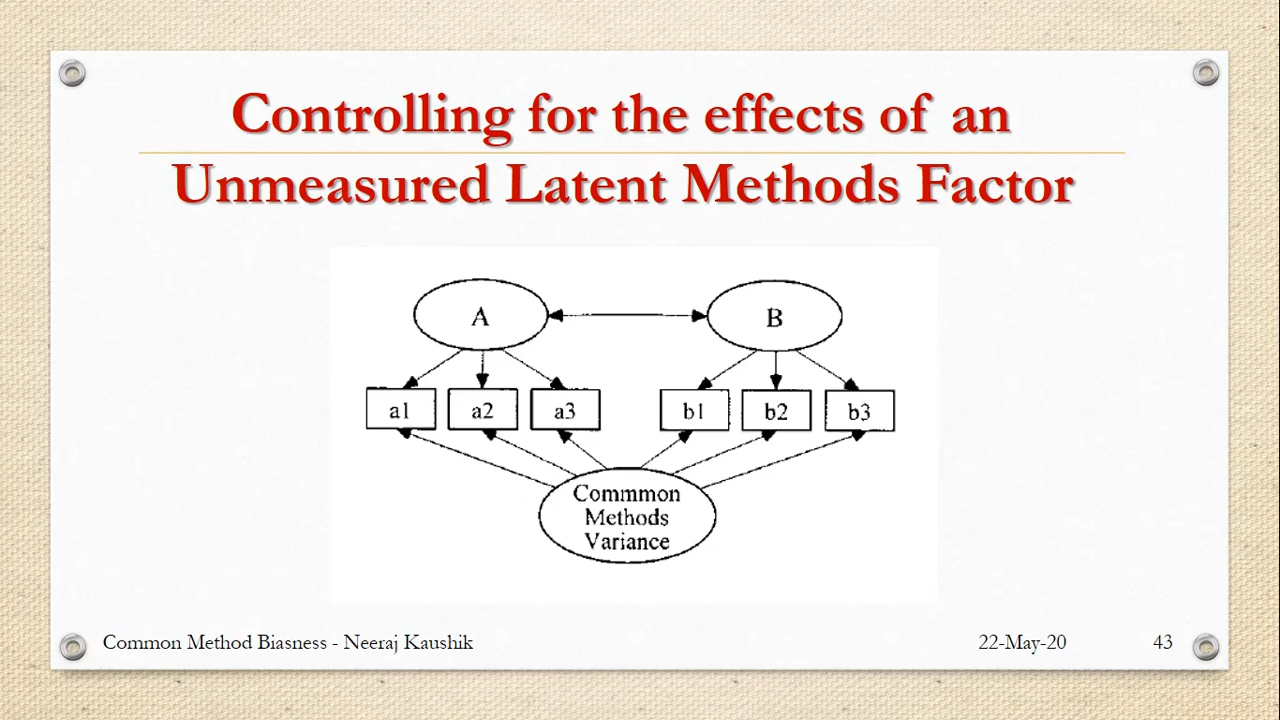 Controlling for the effects of an
Unmeasured Latent Methods Factor
A
B
a1 a2 a3 b1 b2 b3
Commmon
Methods
Variance
Common Method Biasness - Neeraj Kaushik 22-May-20 43